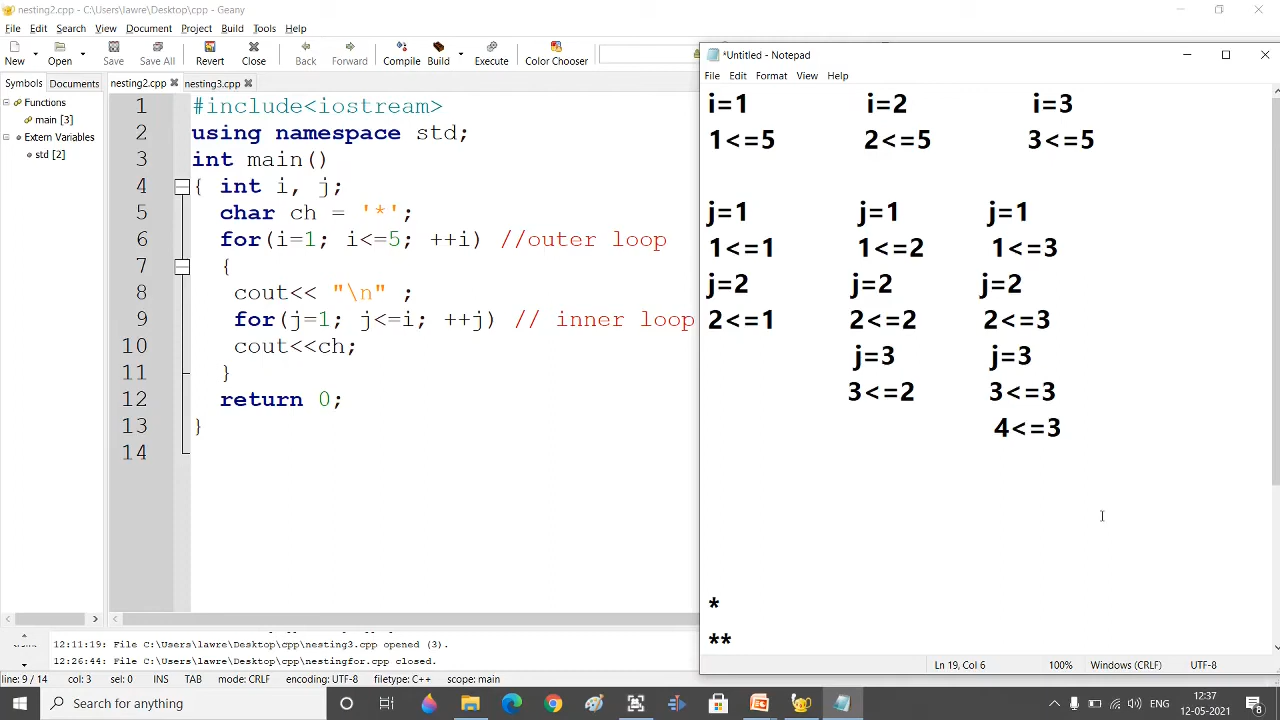 nesting2.cpp - C:\Users\lawre\Desktop\cpp - Geany
File Edit Search View Document Project Build Tools Help
New Open Save Save All Revert Close Back Forward Compile Build Execute Color Chooser
Symbols Documents
Functions
main [3]
Extern Variables
std [2]
nesting2.cpp nesting3.cpp
1 #include<iostream>
2 using namespace std;
3 int main()
4 { int i, j;
5 char ch = '*';
6 for(i=1; i<=5; ++i) //outer loop
7 {
8 cout<< "\n" ;
9 for(j=1; j<=i; ++j) // inner loop
10 cout<<ch;
11 }
12 return 0;
13 }
14
*Untitled - Notepad
File Edit Format View Help
i=1 i=2 i=3
1<=5 2<=5 3<=5
j=1 j=1 j=1
1<=1 1<=2 1<=3
j=2 j=2 j=2
2<=1 2<=2 2<=3
j=3 j=3
3<=2 3<=3
4<=3
*
**
Ln 19, Col 6 100% Windows (CRLF) UTF-8
12:11:19: File C:\Users\lawre\Desktop\cpp\nesting3.cpp opened (3).
12:26:44: File C:\Users\lawre\Desktop\cpp\nestingfor.cpp closed.
line: 9 / 14 col: 3 sel: 0 INS TAB mode: CRLF encoding: UTF-8 filetype: C++ scope: main
Search for anything
ENG
12:37
12-05-2021
8